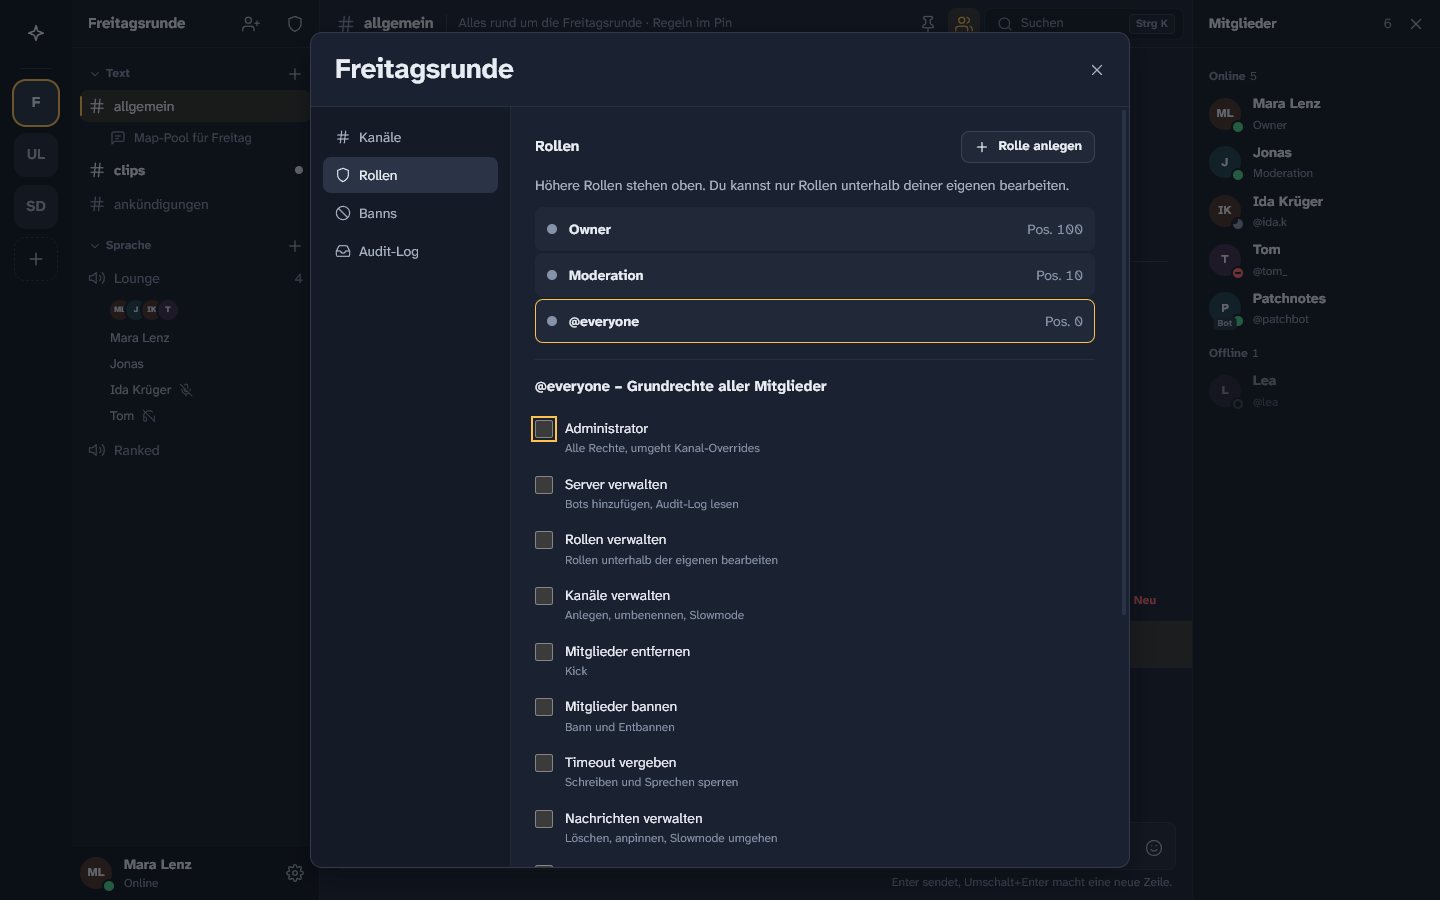 Freitagsrunde
allgemein
Alles rund um die Freitagsrunde · Regeln im Pin
Suchen
Strg K
Mitglieder
6
F
UL
SD
Text
allgemein
Map-Pool für Freitag
clips
ankündigungen
Sprache
Lounge
4
ML
J
IK
T
Mara Lenz
Jonas
Ida Krüger
Tom
Ranked
ML
Mara Lenz
Online
Freitagsrunde
Kanäle
Rollen
Banns
Audit-Log
Rollen
Rolle anlegen
Höhere Rollen stehen oben. Du kannst nur Rollen unterhalb deiner eigenen bearbeiten.
Owner
Pos. 100
Moderation
Pos. 10
@everyone
Pos. 0
@everyone – Grundrechte aller Mitglieder
Administrator
Alle Rechte, umgeht Kanal-Overrides
Server verwalten
Bots hinzufügen, Audit-Log lesen
Rollen verwalten
Rollen unterhalb der eigenen bearbeiten
Kanäle verwalten
Anlegen, umbenennen, Slowmode
Mitglieder entfernen
Kick
Mitglieder bannen
Bann und Entbannen
Timeout vergeben
Schreiben und Sprechen sperren
Nachrichten verwalten
Löschen, anpinnen, Slowmode umgehen
Neu
Enter sendet, Umschalt+Enter macht eine neue Zeile.
Online 5
ML
Mara Lenz
Owner
J
Jonas
Moderation
IK
Ida Krüger
@ida.k
T
Tom
@tom_
P
Bot
Patchnotes
@patchbot
Offline 1
L
Lea
@lea